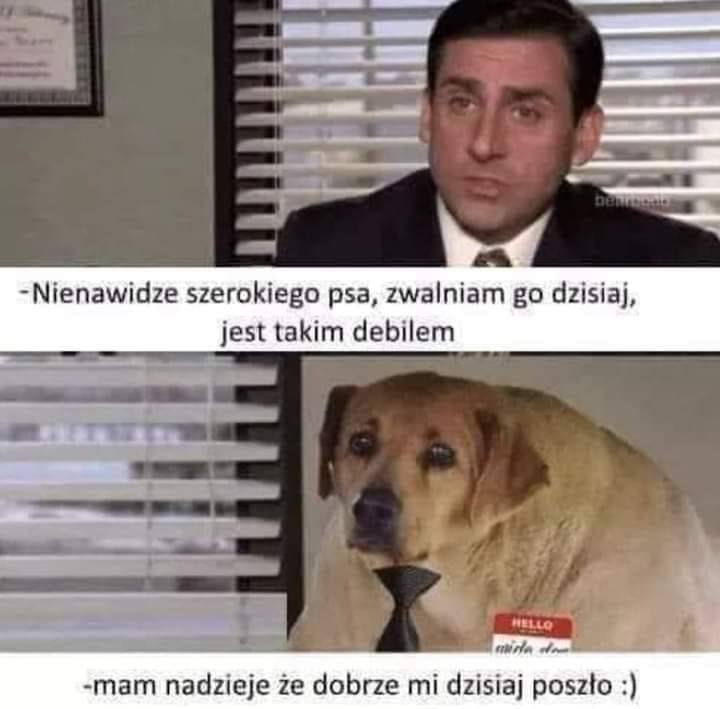 -Nienawidze szerokiego psa, zwalniam go dzisiaj,
jest takim debilem
HELLO
-mam nadzieje że dobrze mi dzisiaj poszło :)